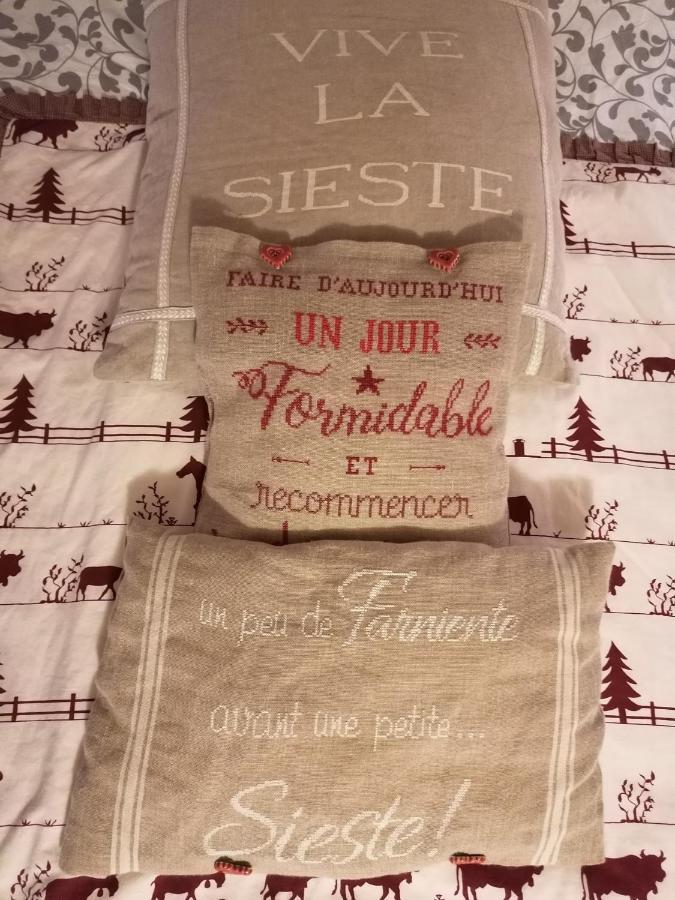 VIVE
LA
SIESTE
FAIRE D'AUJOURD'HUI
UN JOUR
Formidable
ET
recommencer
un peu de Farniente
avant une petite...
Sieste!